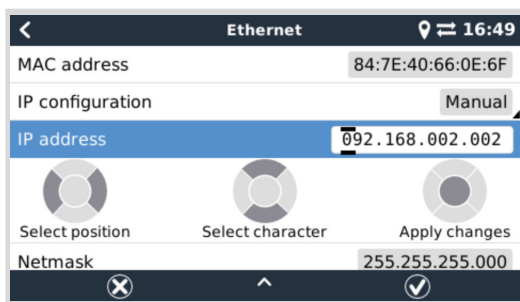 Ethernet 16:49
MAC address 84:7E:40:66:0E:6F
IP configuration Manual
IP address 092.168.002.002
Select position Select character Apply changes
Netmask 255.255.255.000